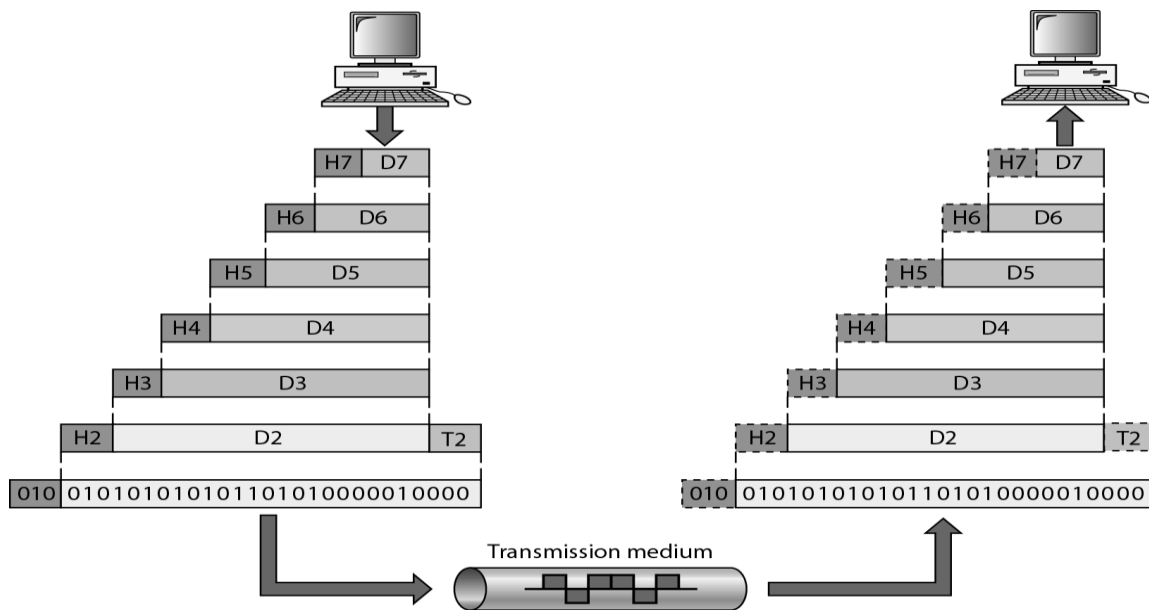 H7 D7
H6 D6
H5 D5
H4 D4
H3 D3
H2 D2 T2
010 010101010101101010000010000
H7 D7
H6 D6
H5 D5
H4 D4
H3 D3
H2 D2 T2
010 010101010101101010000010000
Transmission medium